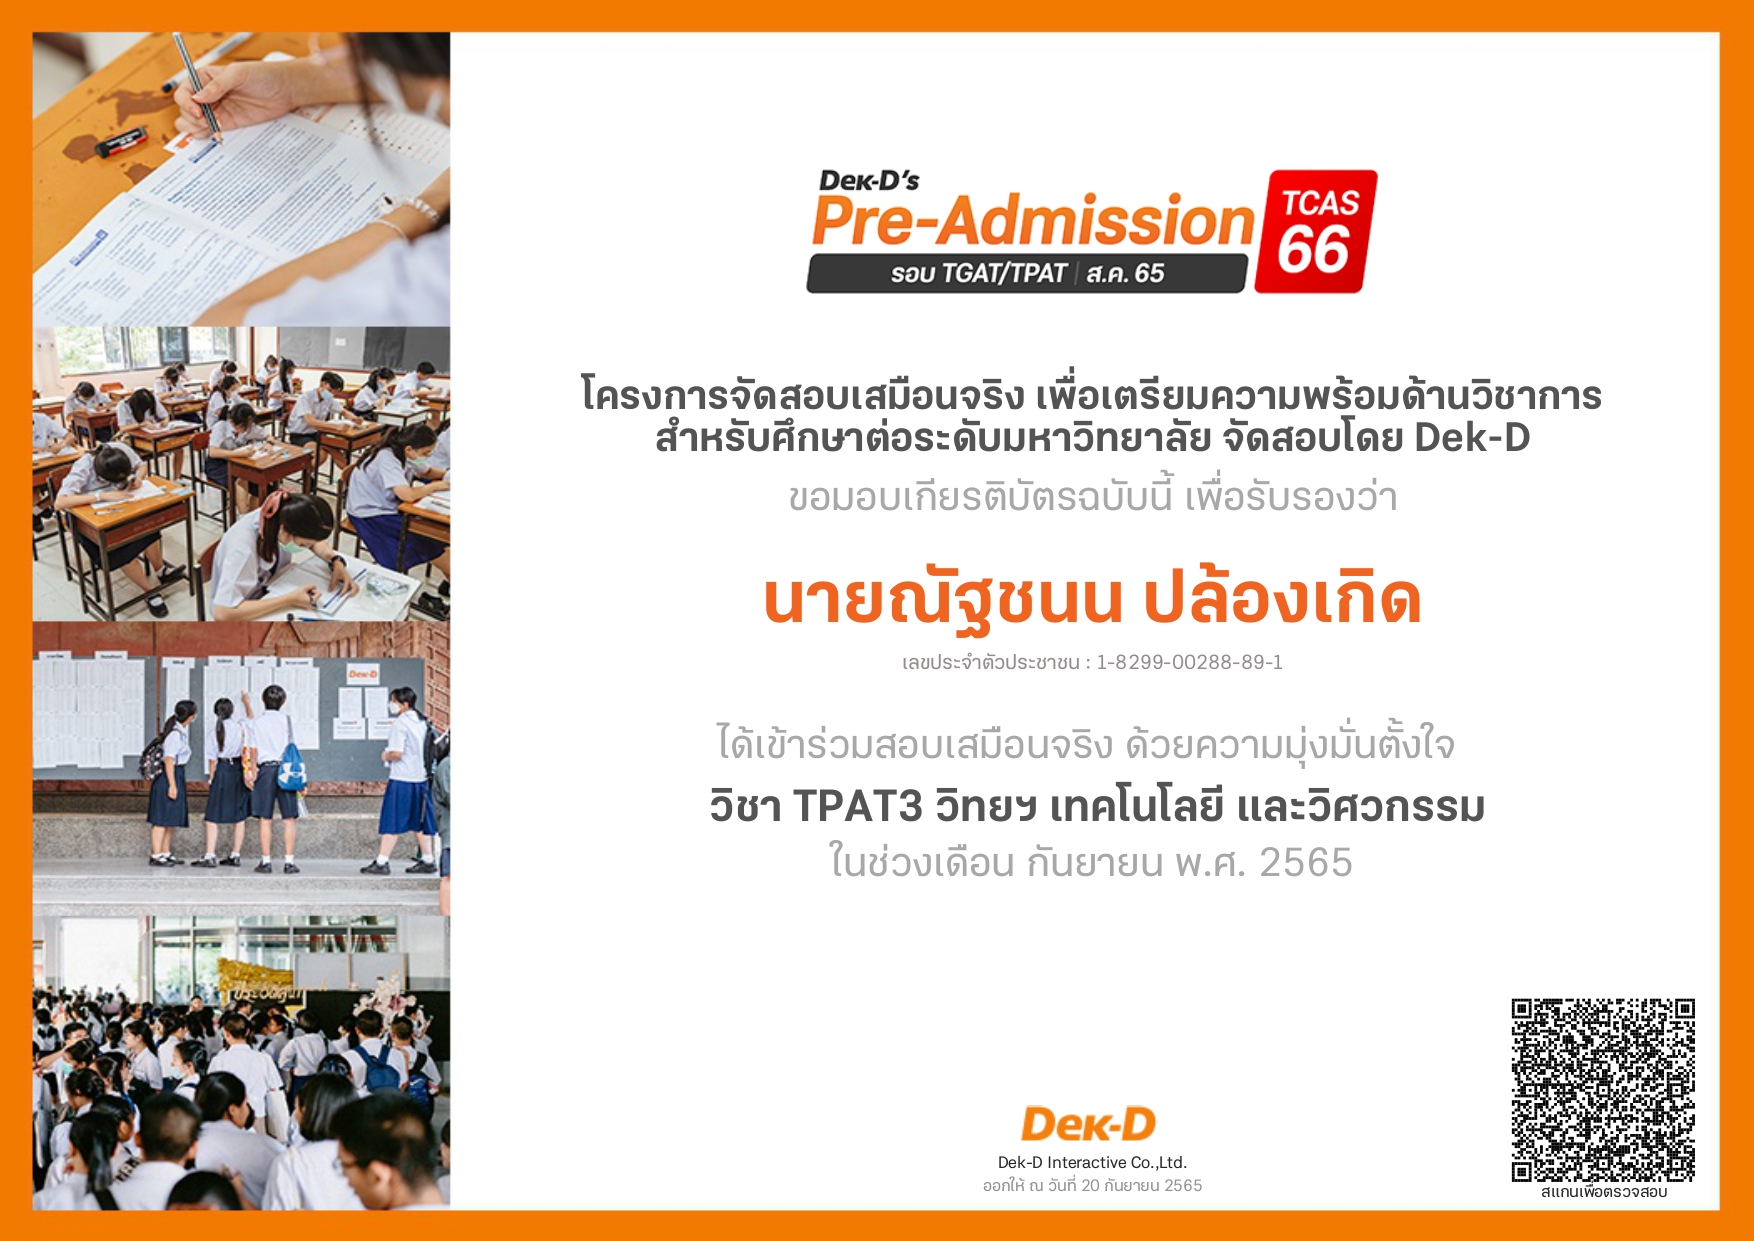 Dek-D's
Pre-Admission
TCAS
66
รอบ TGAT/TPAT | ส.ค. 65
โครงการจัดสอบเสมือนจริง เพื่อเตรียมความพร้อมด้านวิชาการ
สำหรับศึกษาต่อระดับมหาวิทยาลัย จัดสอบโดย Dek-D
ขอมอบเกียรติบัตรฉบับนี้ เพื่อรับรองว่า
นายณัฐชนน ปล้องเกิด
เลขประจำตัวประชาชน : 1-8299-00288-89-1
ได้เข้าร่วมสอบเสมือนจริง ด้วยความมุ่งมั่นตั้งใจ
วิชา TPAT3 วิทยฯ เทคโนโลยี และวิศวกรรม
ในช่วงเดือน กันยายน พ.ศ. 2565
Dek-D
Dek-D
Dek-D Interactive Co.,Ltd.
ออกให้ ณ วันที่ 20 กันยายน 2565
สแกนเพื่อตรวจสอบ